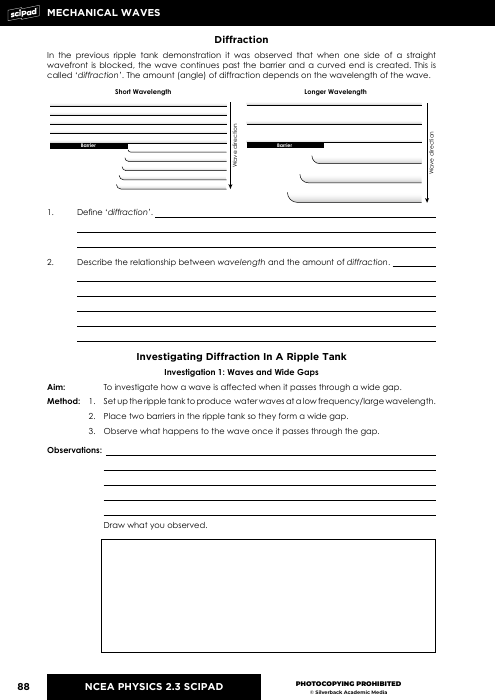 scipad MECHANICAL WAVES
Diffraction
In the previous ripple tank demonstration it was observed that when one side of a straight
wavefront is blocked, the wave continues past the barrier and a curved end is created. This is
called ‘diffraction’. The amount (angle) of diffraction depends on the wavelength of the wave.
Short Wavelength
Barrier
Wave direction
Longer Wavelength
Barrier
Wave direction
1. Define ‘diffraction’.
2. Describe the relationship between wavelength and the amount of diffraction.
Investigating Diffraction In A Ripple Tank
Investigation 1: Waves and Wide Gaps
Aim: To investigate how a wave is affected when it passes through a wide gap.
Method: 1. Set up the ripple tank to produce water waves at a low frequency/large wavelength.
2. Place two barriers in the ripple tank so they form a wide gap.
3. Observe what happens to the wave once it passes through the gap.
Observations:
Draw what you observed.
88 NCEA PHYSICS 2.3 SCIPAD
PHOTOCOPYING PROHIBITED
© Silverback Academic Media